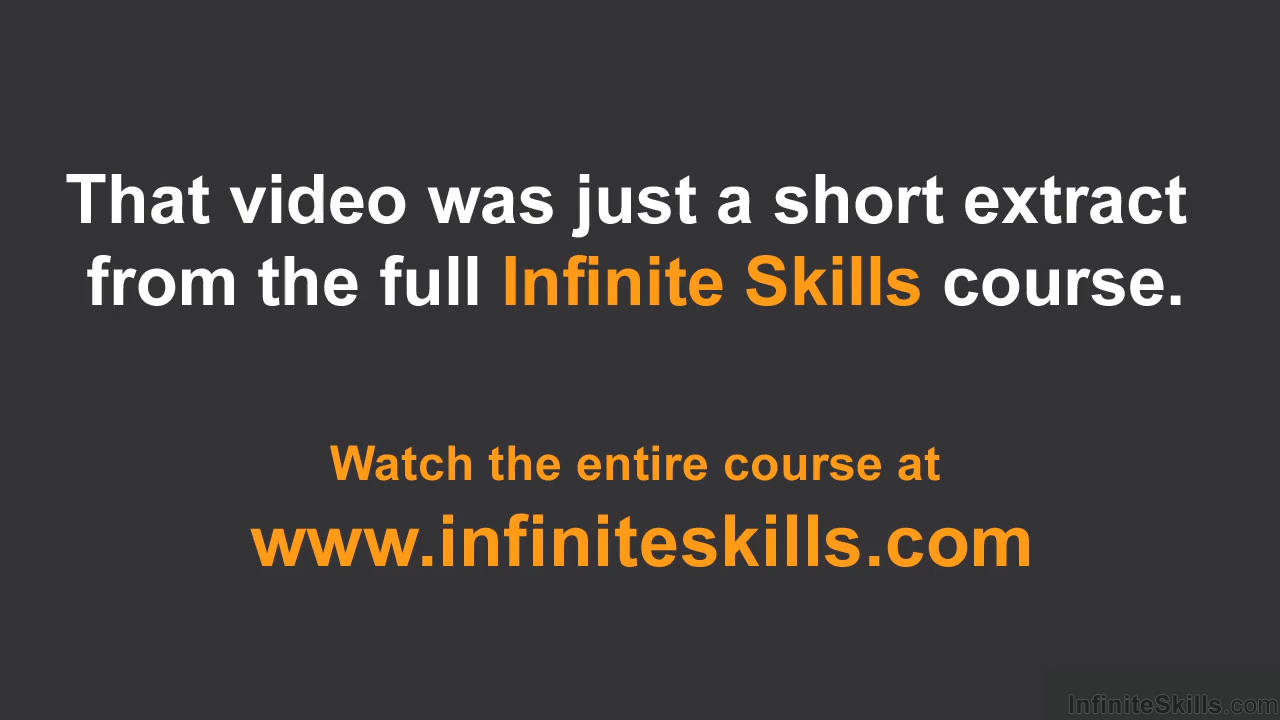 That video was just a short extract
from the full Infinite Skills course.
Watch the entire course at
www.infiniteskills.com
InfiniteSkills.com